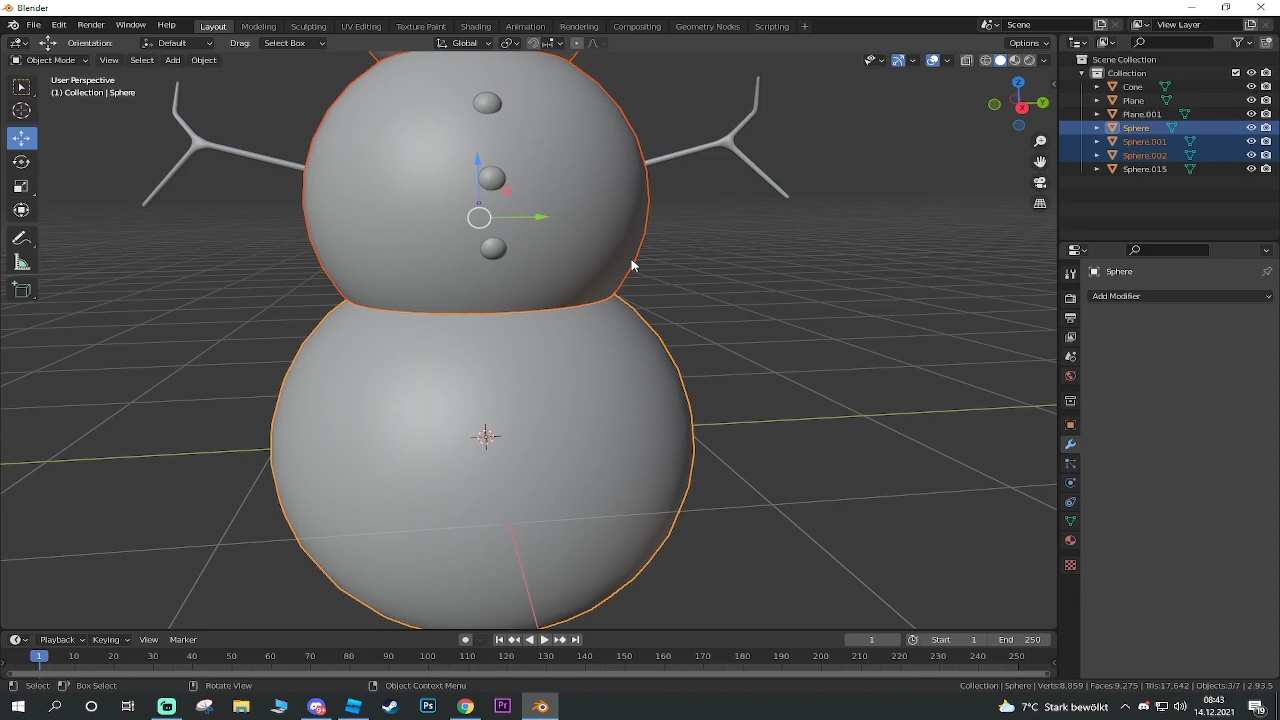 Blender
File Edit Render Window Help
Layout Modeling Sculpting UV Editing Texture Paint Shading Animation Rendering Compositing Geometry Nodes Scripting +
Scene
View Layer
Orientation: Default Drag: Select Box
Global
Options
Object Mode View Select Add Object
User Perspective
(1) Collection | Sphere
Z
Y
X
Scene Collection
Collection
Cone
Plane
Plane.001
Sphere
Sphere.001
Sphere.002
Sphere.015
Sphere
Add Modifier
Playback Keying View Marker
1 Start 1 End 250
1 10 20 30 40 50 60 70 80 90 100 110 120 130 140 150 160 170 180 190 200 210 220 230 240 250
Select Box Select Rotate View Object Context Menu
Collection | Sphere | Verts:8,859 | Faces:9,275 | Tris:17,642 | Objects:3/7 | 2.93.5
9+
Ps
Pr
7°C Stark bewölkt
08:43
14.12.2021